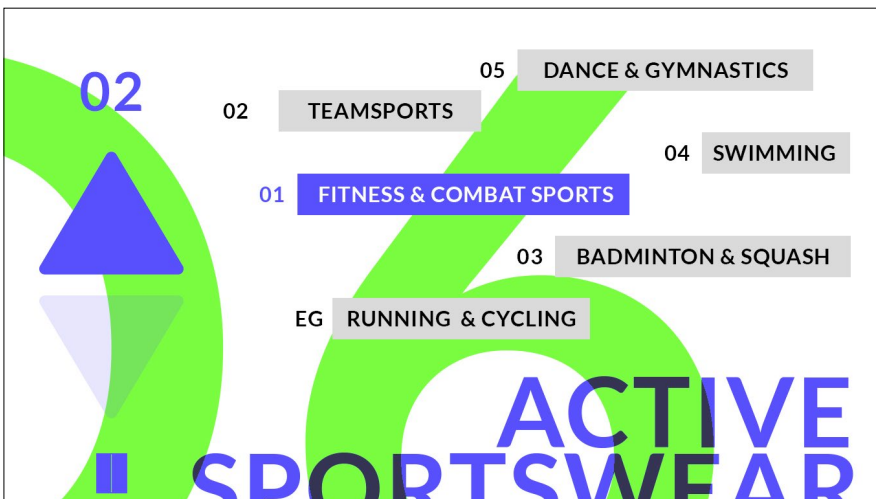 02
05 DANCE & GYMNASTICS
02 TEAMSPORTS
04 SWIMMING
01 FITNESS & COMBAT SPORTS
03 BADMINTON & SQUASH
EG RUNNING & CYCLING
ACTIVE
SPORTSWEAR